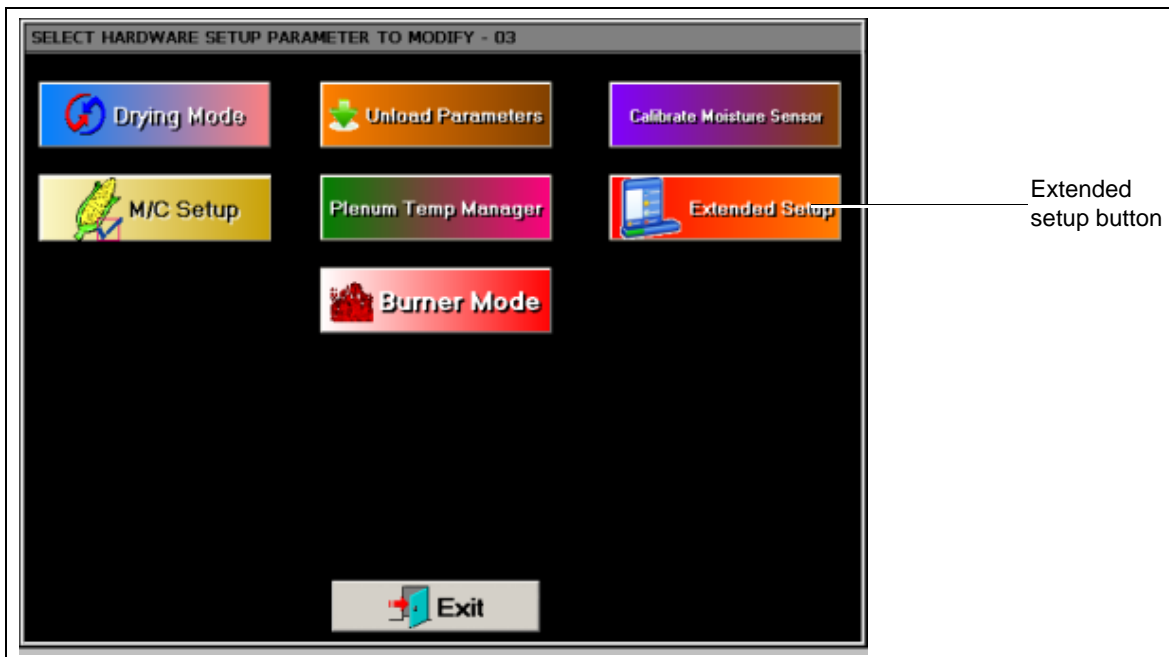 SELECT HARDWARE SETUP PARAMETER TO MODIFY - 03
Drying Mode
Unload Parameters
Calibrate Moisture Sensor
M/C Setup
Plenum Temp Manager
Extended Setup
Extended
setup button
Burner Mode
Exit